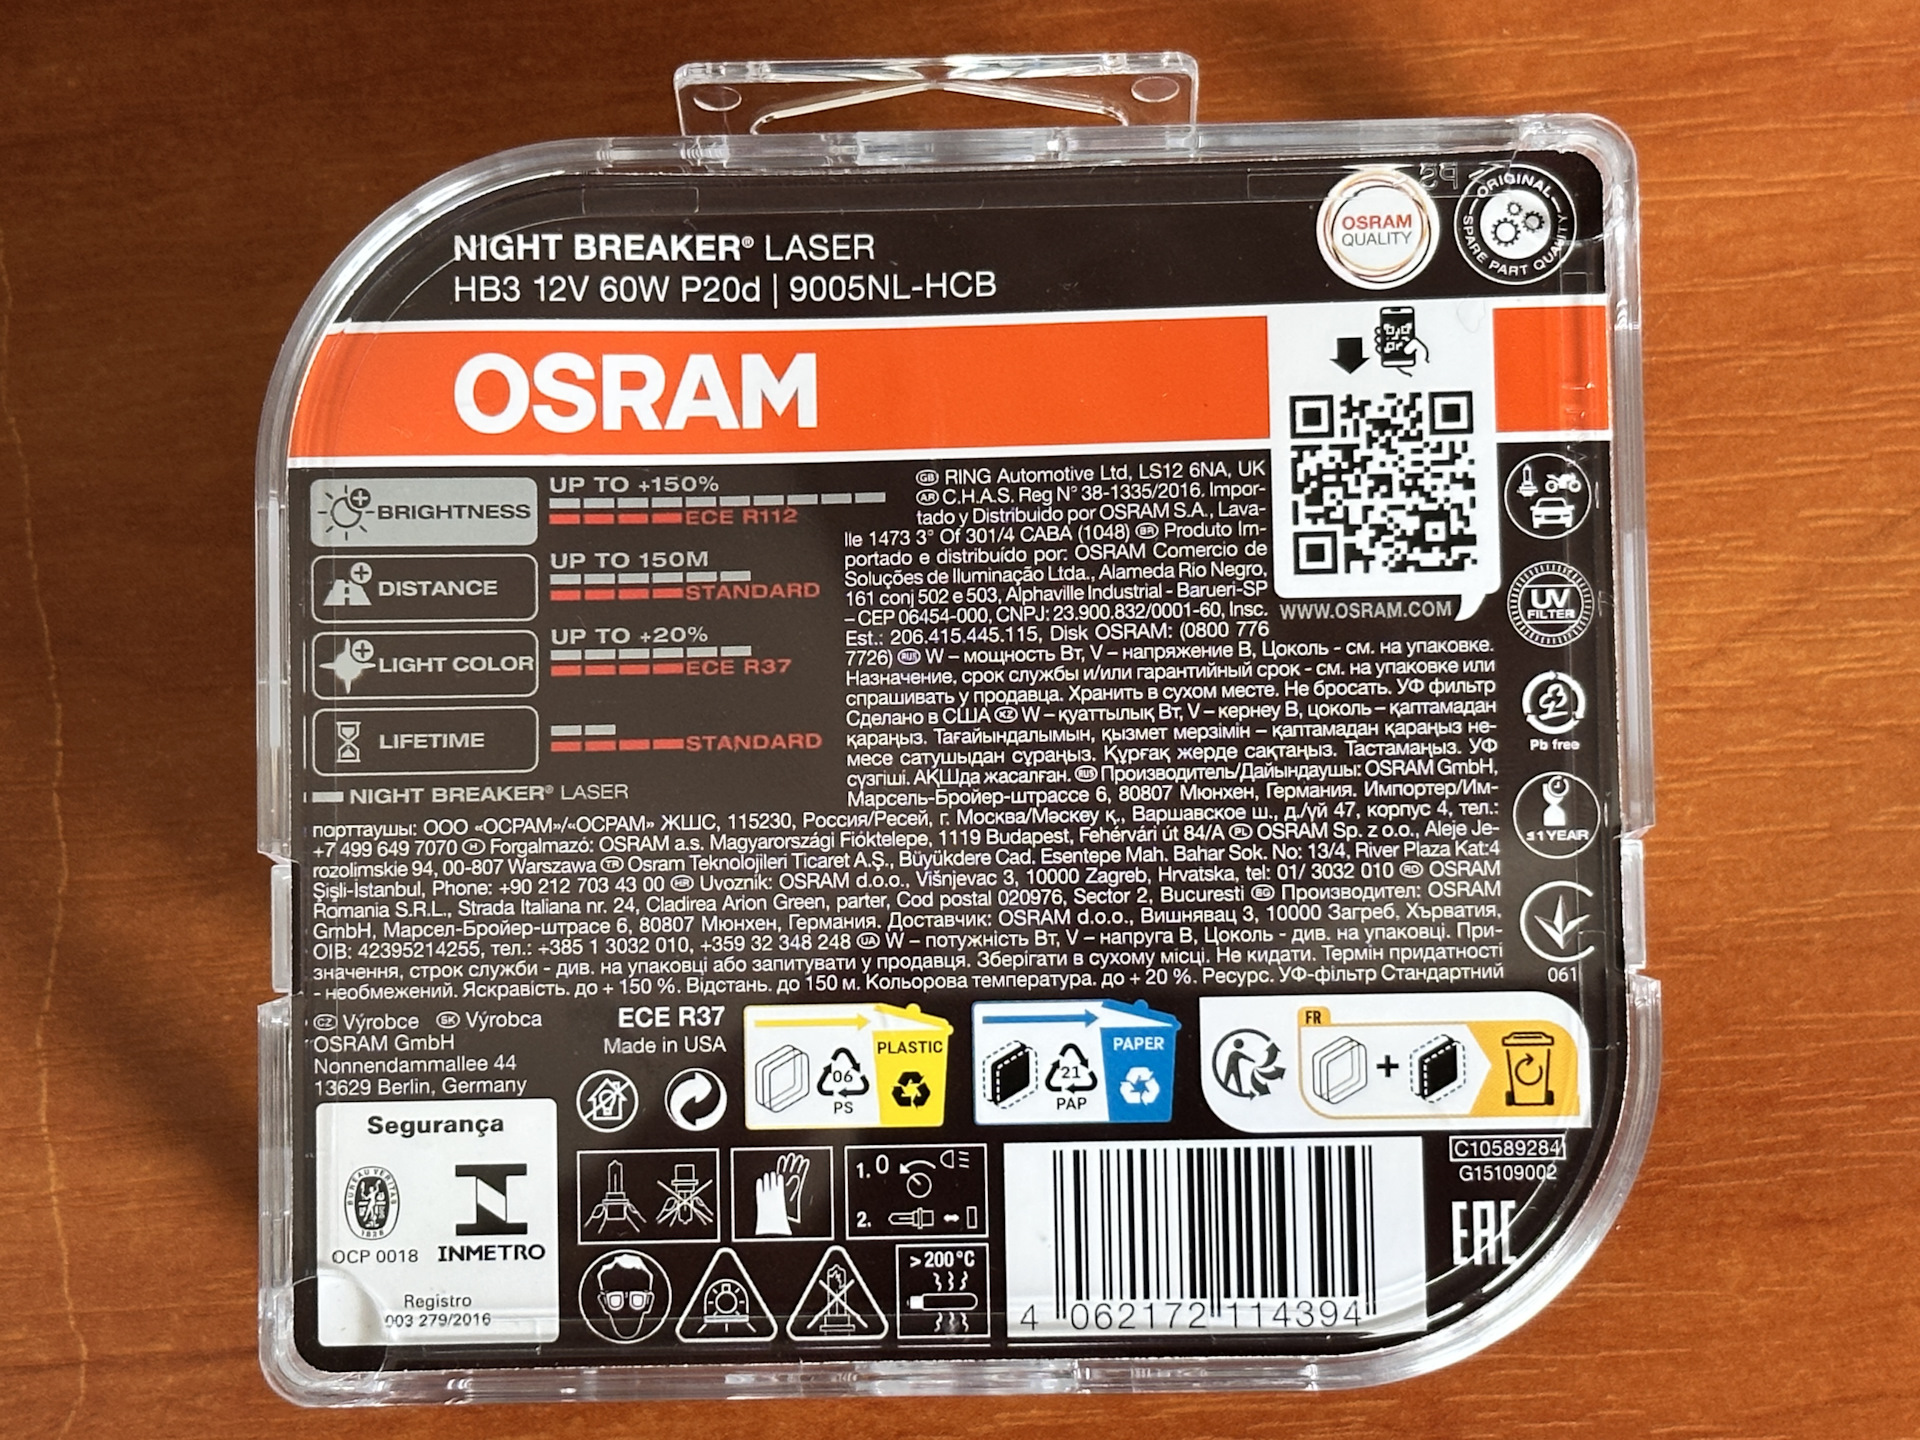 NIGHT BREAKER® LASER
HB3 12V 60W P20d | 9005NL-HCB
OSRAM
QUALITY
ORIGINAL
SPARE PART QUALITY
OSRAM
BRIGHTNESS
UP TO +150%
ECE R112
DISTANCE
UP TO 150M
STANDARD
LIGHT COLOR
UP TO +20%
ECE R37
LIFETIME
STANDARD
NIGHT BREAKER® LASER
WWW.OSRAM.COM
GB RING Automotive Ltd, LS12 6NA, UK
AR C.H.A.S. Reg N° 38-1335/2016. Impor-
tado y Distribuido por OSRAM S.A., Lava-
lle 1473 3° Of 301/4 CABA (1048) BR Produto Im-
portado e distribuído por: OSRAM Comercio de
Soluções de Iluminação Ltda., Alameda Rio Negro,
161 conj 502 e 503, Alphaville Industrial - Barueri-SP
– CEP 06454-000, CNPJ: 23.900.832/0001-60, Insc.
Est.: 206.415.445.115, Disk OSRAM: (0800 776
7726) RUS W – мощность Вт, V – напряжение В, Цоколь - см. на упаковке.
Назначение, срок службы и/или гарантийный срок - см. на упаковке или
спрашивать у продавца. Хранить в сухом месте. Не бросать. УФ фильтр
Сделано в США KZ W – қуаттылық Вт, V – кернеу В, цоколь – қаптамадан
қараңыз. Тағайындалымын, қызмет мерзімін – қаптамадан қараңыз не-
месе сатушыдан сұраңыз. Құрғақ жерде сақтаңыз. Тастамаңыз. УФ
сүзгіші. АҚШда жасалған. RUS Производитель/Дайындаушы: OSRAM GmbH,
Марсель-Бройер-штрассе 6, 80807 Мюнхен, Германия. Импортер/Им-
порттаушы: ООО «ОСРАМ»/«ОСРАМ» ЖШС, 115230, Россия/Ресей, г. Москва/Мәскеу қ., Варшавское ш., д./үй 47, корпус 4, тел.:
+7 499 649 7070 H Forgalmazó: OSRAM a.s. Magyarországi Fióktelepe, 1119 Budapest, Fehérvári út 84/A PL OSRAM Sp. z o.o., Aleje Je-
rozolimskie 94, 00-807 Warszawa TR Osram Teknolojileri Ticaret A.Ş., Büyükdere Cad. Esentepe Mah. Bahar Sok. No: 13/4, River Plaza Kat:4
Şişli-İstanbul, Phone: +90 212 703 43 00 HR Uvoznik: OSRAM d.o.o., Višnjevac 3, 10000 Zagreb, Hrvatska, tel: 01/ 3032 010 RO OSRAM
Romania S.R.L., Strada Italiana nr. 24, Cladirea Arion Green, parter, Cod postal 020976, Sector 2, Bucuresti BG Производител: OSRAM
GmbH, Марсел-Бройер-штрасе 6, 80807 Мюнхен, Германия. Доставчик: OSRAM d.o.o., Вишнявац 3, 10000 Загреб, Хърватия,
OIB: 42395214255, тел.: +385 1 3032 010, +359 32 348 248 UA W – потужність Вт, V – напруга В, Цоколь - див. на упаковці. При-
значення, строк служби - див. на упаковці або запитувати у продавця. Зберігати в сухому місці. Не кидати. Термін придатності
- необмежений. Яскравість. до + 150 %. Відстань. до 150 м. Кольорова температура. до + 20 %. Ресурс. УФ-фільтр Стандартний
UV
FILTER
Pb free
≤1 YEAR
061
CZ Výrobce SK Výrobca
OSRAM GmbH
Nonnendammallee 44
13629 Berlin, Germany
ECE R37
Made in USA
PLASTIC
06
PS
PAPER
21
PAP
FR
+
Segurança
BUREAU VERITAS
1828
OCP 0018
INMETRO
Registro
003 279/2016
1. 0
2.
>200°C
4 062172 114394
C10589284
G15109002
EAC